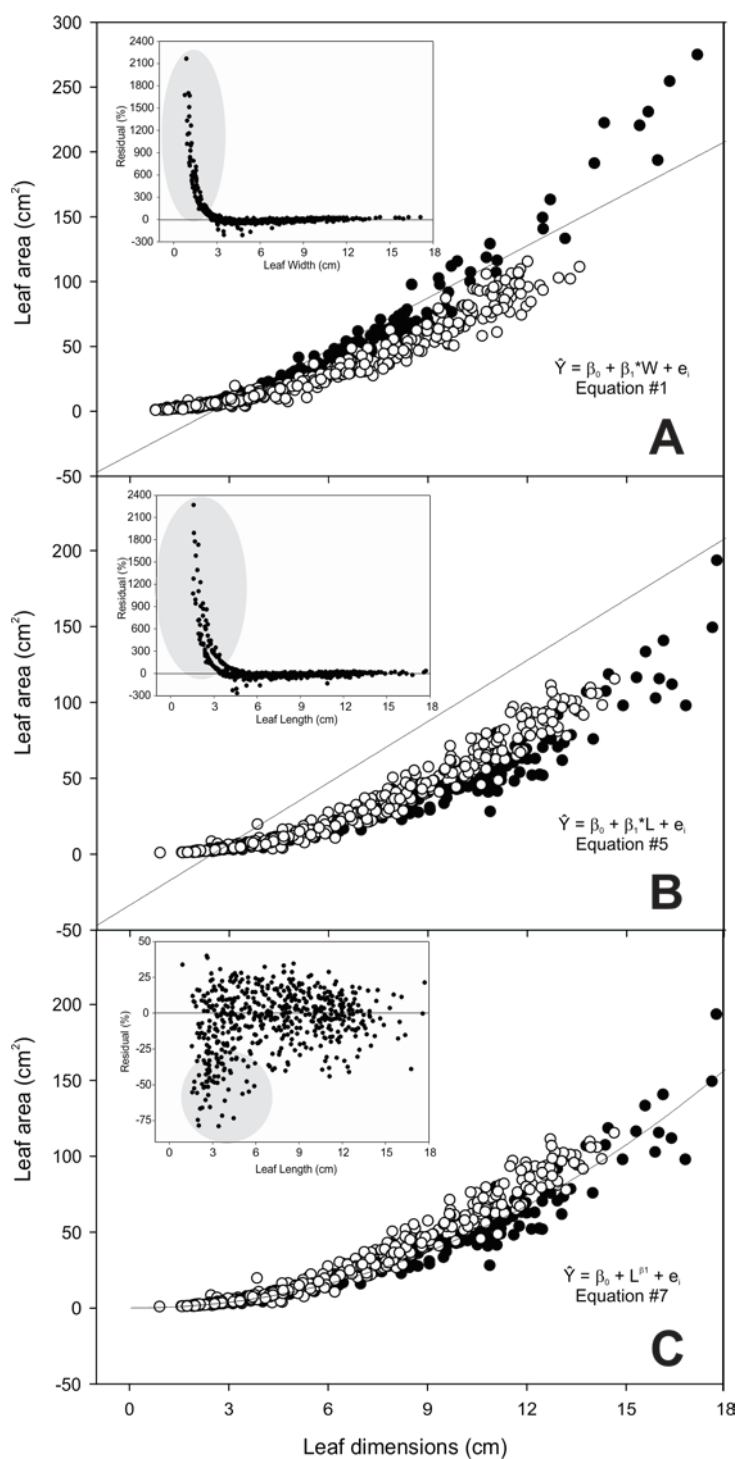 300
250
200
150
100
50
0
-50
Leaf area (cm²)
2400
2100
1800
1500
1200
900
600
300
0
-300
Residual (%)
0 3 6 9 12 15 18
Leaf Width (cm)
Ŷ = β₀ + β₁*W + eᵢ
Equation #1
A
200
150
100
50
0
-50
Leaf area (cm²)
2400
2100
1800
1500
1200
900
600
300
0
-300
Residual (%)
0 3 6 9 12 15 18
Leaf Length (cm)
Ŷ = β₀ + β₁*L + eᵢ
Equation #5
B
200
150
100
50
0
-50
Leaf area (cm²)
50
25
0
-25
-50
-75
Residual (%)
0 3 6 9 12 15 18
Leaf Length (cm)
Ŷ = β₀ + L^β1 + eᵢ
Equation #7
C
0 3 6 9 12 15 18
Leaf dimensions (cm)